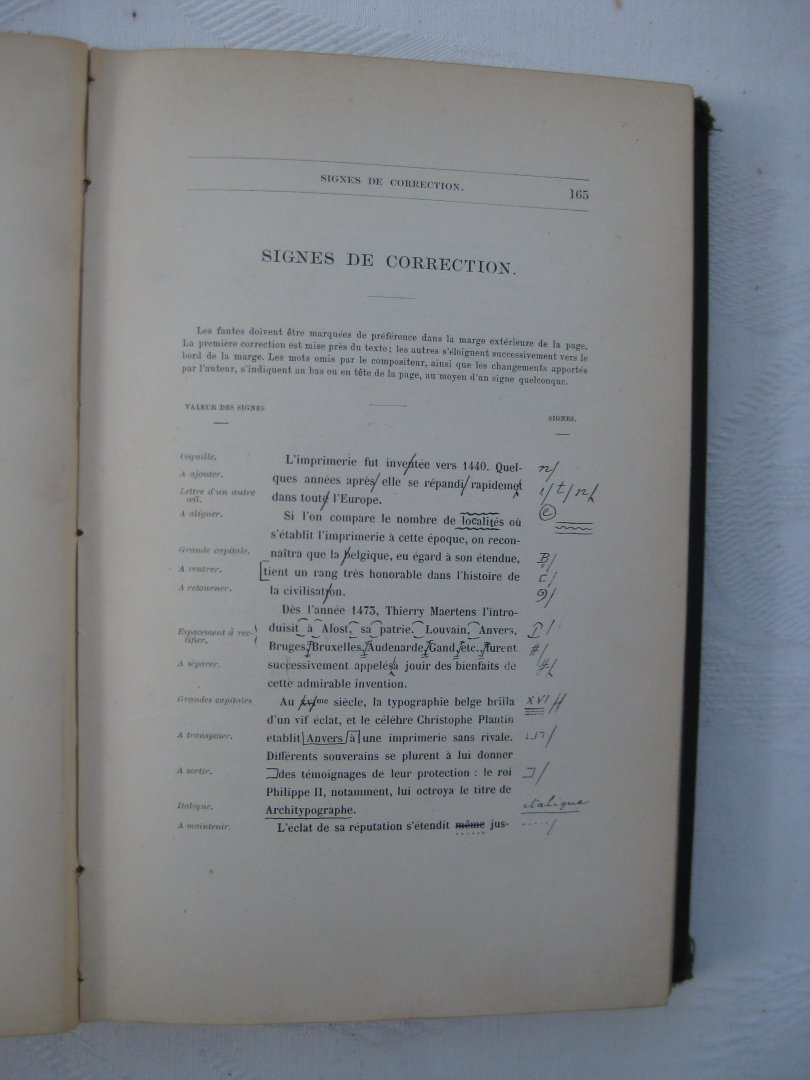 SIGNES DE CORRECTION. 165
SIGNES DE CORRECTION.
Les fautes doivent être marquées de préférence dans la marge extérieure de la page.
La première correction est mise près du texte; les autres s'éloignent successivement vers le
bord de la marge. Les mots omis par le compositeur, ainsi que les changements apportés
par l'auteur, s'indiquent au bas ou en tête de la page, au moyen d'un signe quelconque.
VALEUR DES SIGNES SIGNES.
Coquille. L'imprimerie fut inventée vers 1440. Quel- n/
A ajouter. ques années après/ elle se répandi/ rapidemet ,/ t/ n/
Lettre d'un autre
œil. dans toute l'Europe. e
A aligner. Si l'on compare le nombre de localités où
s'établit l'imprimerie à cette époque, on recon-
Grande capitale. naîtra que la belgique, eu égard à son étendue, B/
A rentrer. [tient un rang très honorable dans l'histoire de [/
A retourner. la civilisation. 9/
Dès l'année 1473, Thierry Maertens l'intro-
Espacement à rec-
tifier. duisit à Alost, sa patrie. Louvain, Anvers,
Bruges, Bruxelles, Audenarde, Gand, etc., furent #/
A séparer. successivement appelésà jouir des bienfaits de #/
cette admirable invention.
Grandes capitales Au xvime siècle, la typographie belge brilla XVI/
d'un vif éclat, et le célèbre Christophe Plantin
A transposer. établit Anvers à une imprimerie sans rivale.
Différents souverains se plurent à lui donner
A sortir. ⊐des témoignages de leur protection : le roi ⊐/
Philippe II, notamment, lui octroya le titre de
Italique. Architypographe. italique
A maintenir. L'éclat de sa réputation s'étendit même jus- ..../